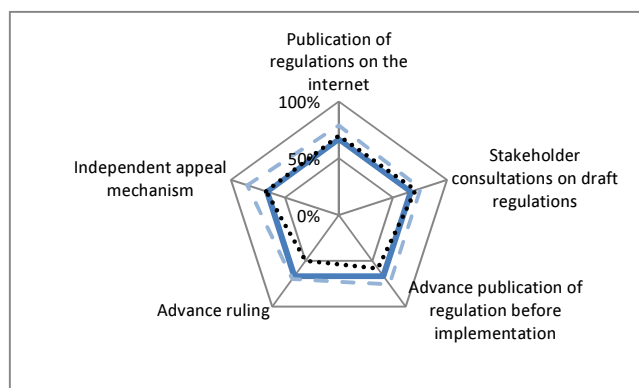 Publication of
regulations on the
internet
100%
50%
0%
Stakeholder
consultations on draft
regulations
Independent appeal
mechanism
Advance ruling
Advance publication of
regulation before
implementation